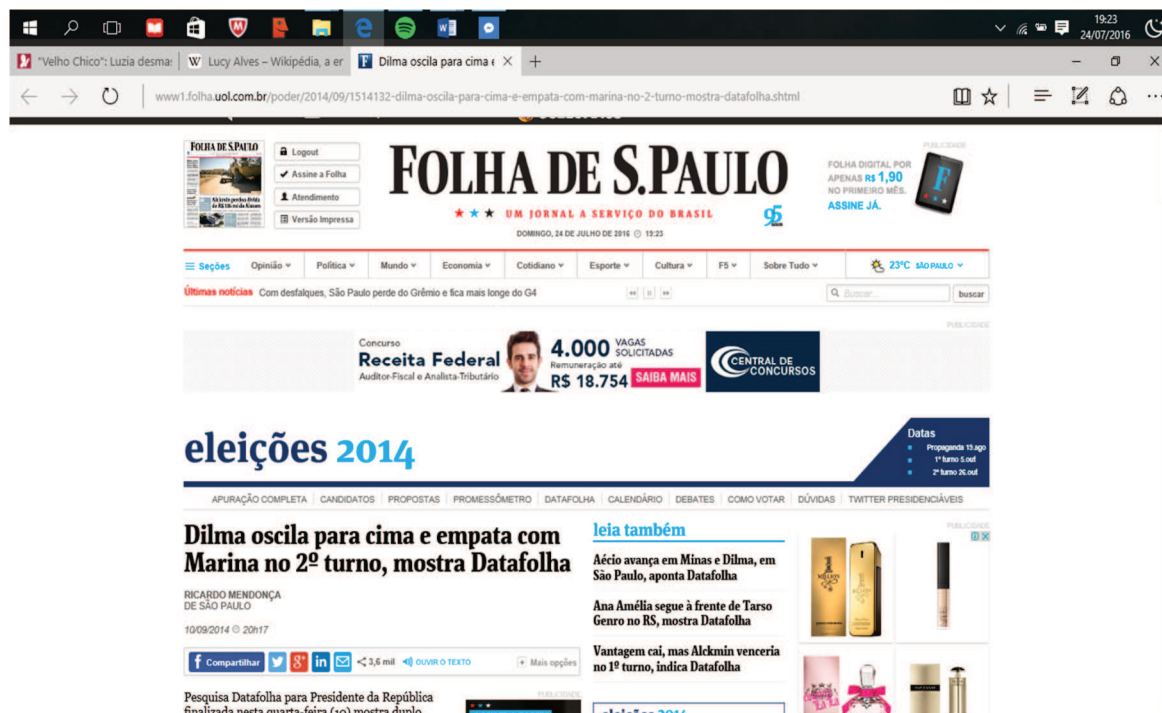 19:23
24/07/2016
"Velho Chico": Luzia desma:
W Lucy Alves – Wikipédia, a er
F Dilma oscila para cima e
www1.folha.uol.com.br/poder/2014/09/1514132-dilma-oscila-para-cima-e-empata-com-marina-no-2-turno-mostra-datafolha.shtml
FOLHA DE S.PAULO
Logout
Assine a Folha
Atendimento
Versão Impressa
FOLHA DE S.PAULO
★ ★ ★ UM JORNAL A SERVIÇO DO BRASIL
95
DOMINGO, 24 DE JULHO DE 2016 19:23
PUBLICIDADE
FOLHA DIGITAL POR
APENAS R$ 1,90
NO PRIMEIRO MÊS.
ASSINE JÁ.
F
Seções Opinião Política Mundo Economia Cotidiano Esporte Cultura F5 Sobre Tudo 23°C SÃO PAULO
Últimas notícias Com desfalques, São Paulo perde do Grêmio e fica mais longe do G4
Buscar... buscar
PUBLICIDADE
Concurso
Receita Federal
Auditor-Fiscal e Analista-Tributário
4.000 VAGAS SOLICITADAS
Remuneração até
R$ 18.754 SAIBA MAIS
CENTRAL DE
CONCURSOS
eleições 2014
Datas
Propaganda 19.ago
1º turno 5.out
2º turno 26.out
APURAÇÃO COMPLETA CANDIDATOS PROPOSTAS PROMESSÔMETRO DATAFOLHA CALENDÁRIO DEBATES COMO VOTAR DÚVIDAS TWITTER PRESIDENCIÁVEIS
Dilma oscila para cima e empata com
Marina no 2º turno, mostra Datafolha
RICARDO MENDONÇA
DE SÃO PAULO
10/09/2014 20h17
Compartilhar 3,6 mil OUVIR O TEXTO + Mais opções
Pesquisa Datafolha para Presidente da República
finalizada nesta quarta-feira (10) mostra duplo
PUBLICIDADE
leia também
Aécio avança em Minas e Dilma, em
São Paulo, aponta Datafolha
Ana Amélia segue à frente de Tarso
Genro no RS, mostra Datafolha
Vantagem cai, mas Alckmin venceria
no 1º turno, indica Datafolha
eleições 2014
PUBLICIDADE